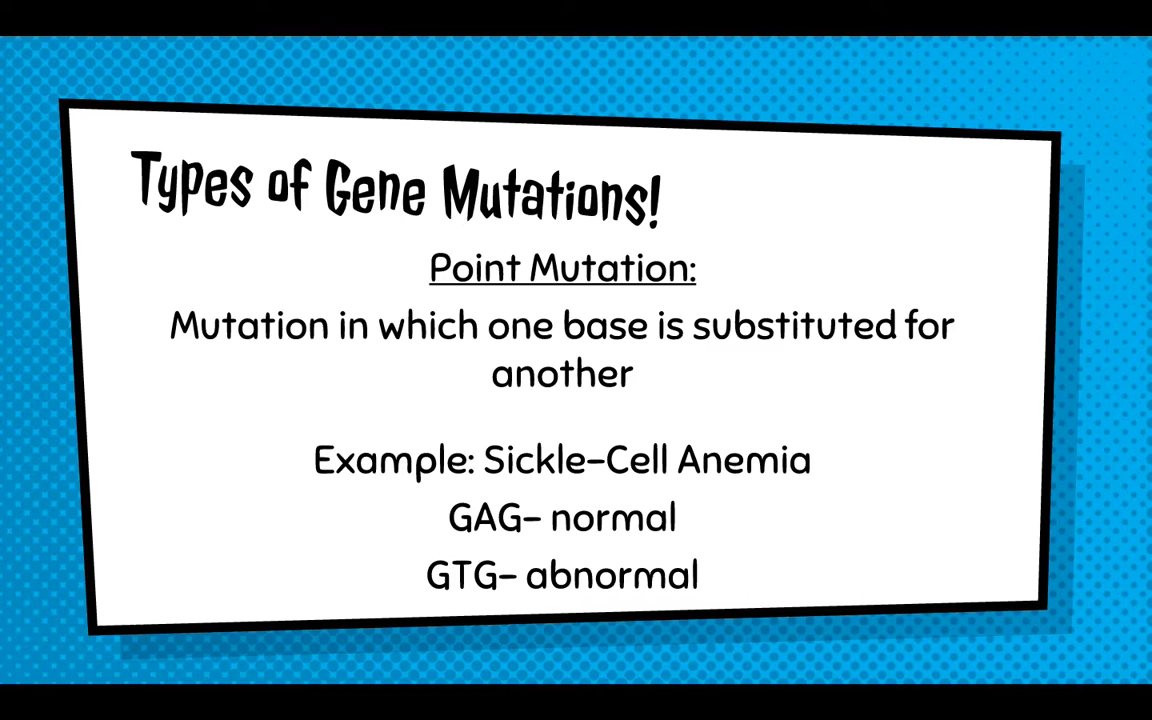 Types of Gene Mutations!
Point Mutation:
Mutation in which one base is substituted for
another
Example: Sickle-Cell Anemia
GAG- normal
GTG- abnormal